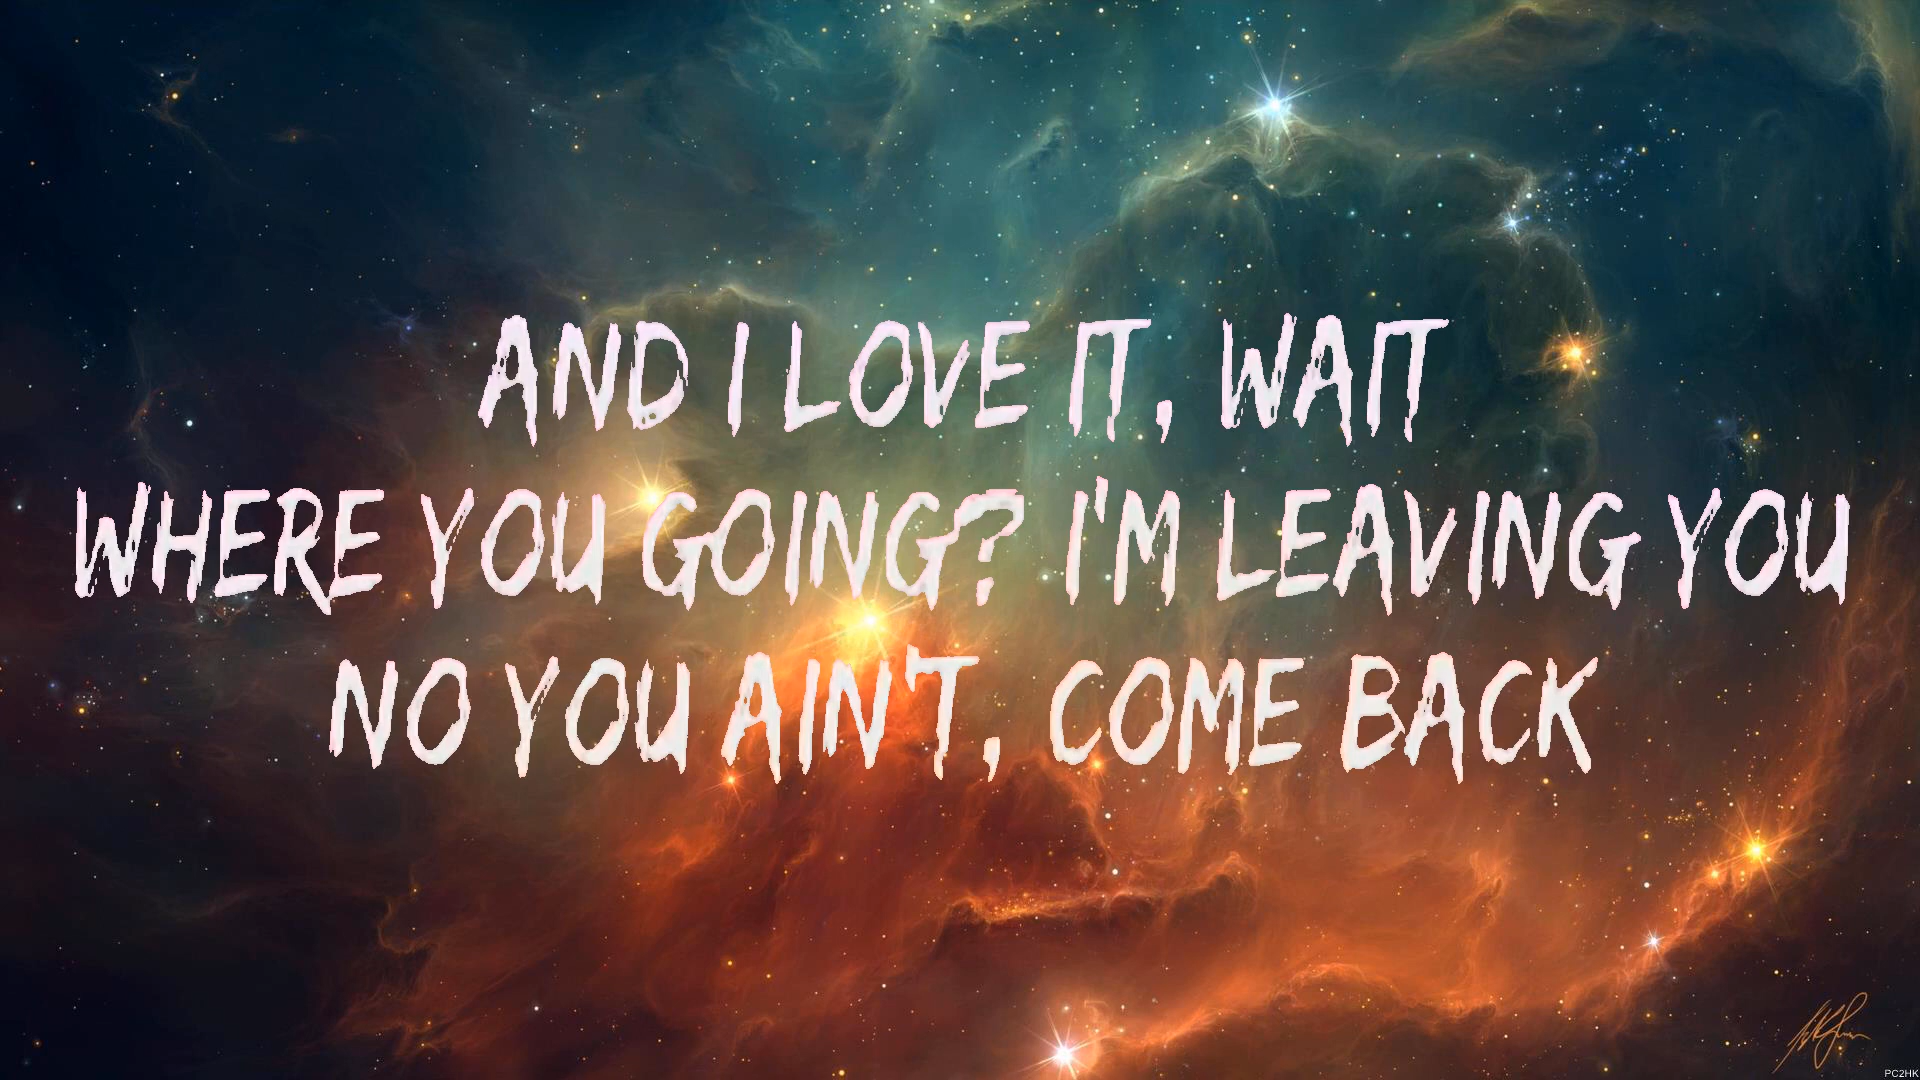 AND I LOVE IT, WAIT
WHERE YOU GOING? I'M LEAVING YOU
NO YOU AIN'T, COME BACK
PC2HK